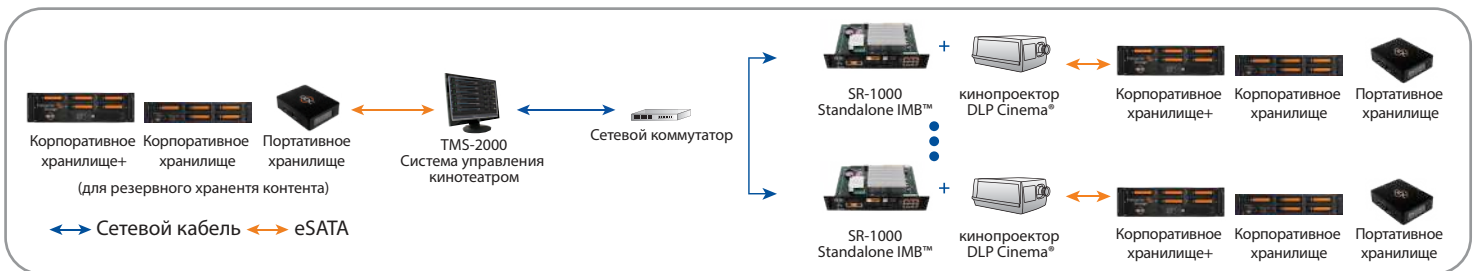 Корпоративное
хранилище+
Корпоративное
хранилище
Портативное
хранилище
(для резервного хранентя контента)
TMS-2000
Система управления
кинотеатром
Сетевой коммутатор
Сетевой кабель
eSATA
SR-1000
Standalone IMB™
+
кинопроектор
DLP Cinema®
Корпоративное
хранилище+
Корпоративное
хранилище
Портативное
хранилище
SR-1000
Standalone IMB™
+
кинопроектор
DLP Cinema®
Корпоративное
хранилище+
Корпоративное
хранилище
Портативное
хранилище